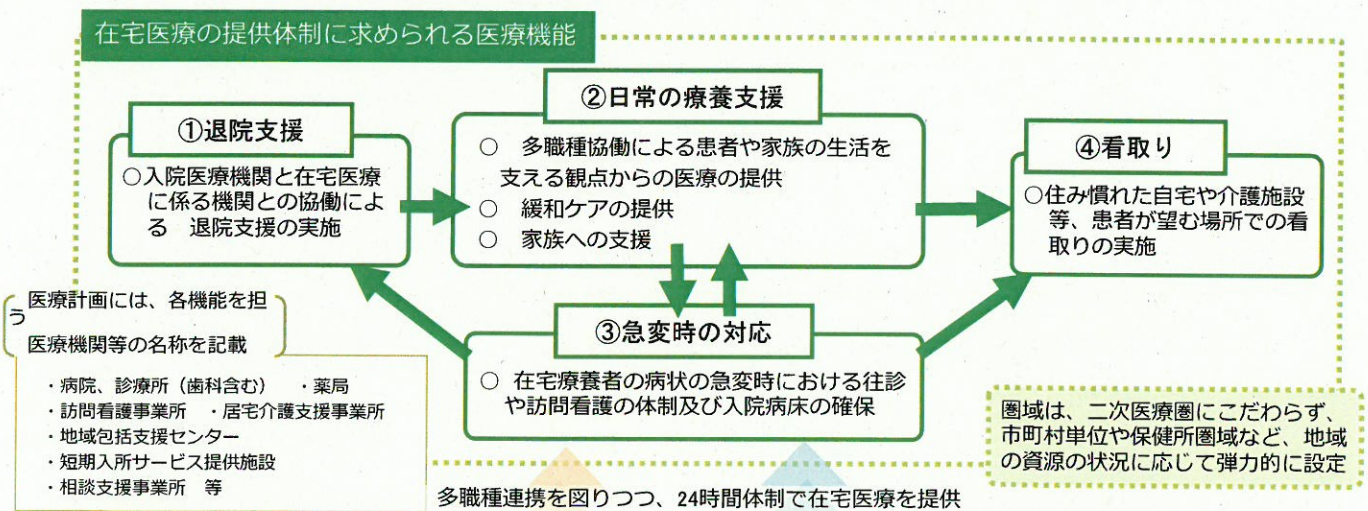 在宅医療の提供体制に求められる医療機能
①退院支援
○入院医療機関と在宅医療
に係る機関との協働によ
る　退院支援の実施
②日常の療養支援
○　多職種協働による患者や家族の生活を
支える観点からの医療の提供
○　緩和ケアの提供
○　家族への支援
④看取り
○住み慣れた自宅や介護施設
等、患者が望む場所での看
取りの実施
③急変時の対応
○　在宅療養者の病状の急変時における往診
や訪問看護の体制及び入院病床の確保
医療計画には、各機能を担
う
医療機関等の名称を記載
・病院、診療所（歯科含む）　・薬局
・訪問看護事業所　・居宅介護支援事業所
・地域包括支援センター
・短期入所サービス提供施設
・相談支援事業所　等
圏域は、二次医療圏にこだわらず、
市町村単位や保健所圏域など、地域
の資源の状況に応じて弾力的に設定
多職種連携を図りつつ、24時間体制で在宅医療を提供